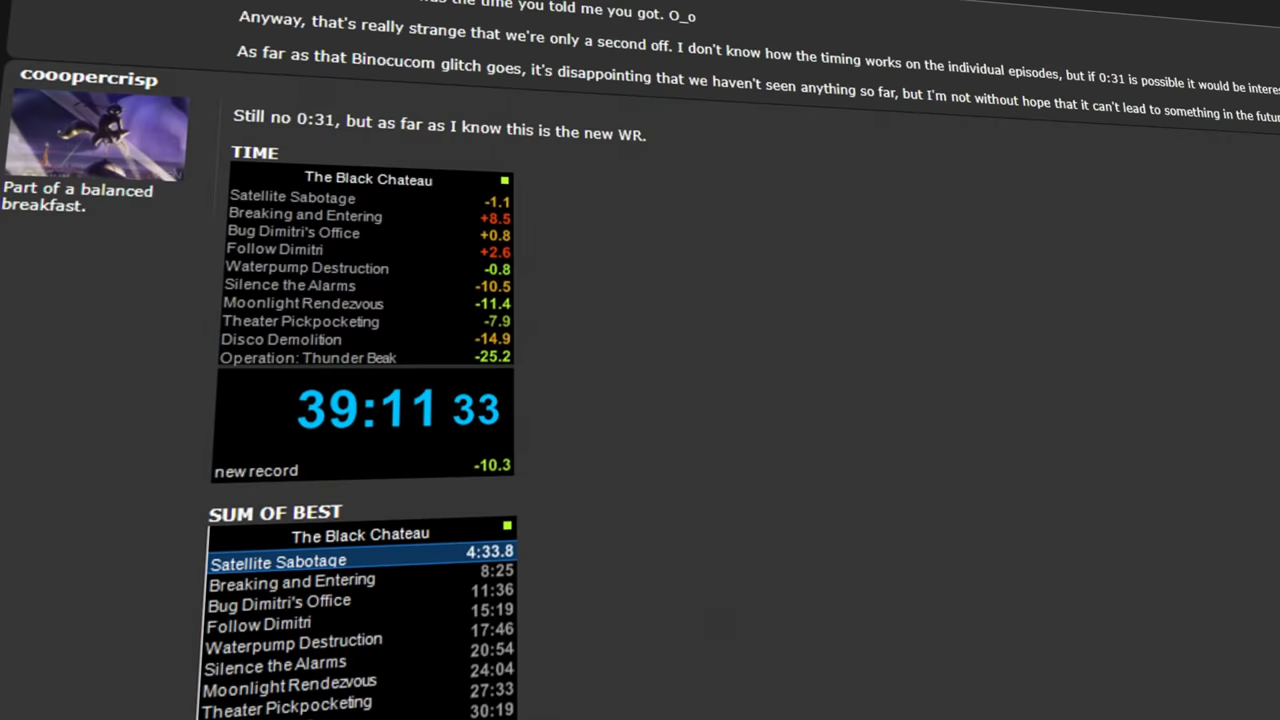 the time you told me you got. O_o
Anyway, that's really strange that we're only a second off. I don't know how the timing works on the individual episodes, but if 0:31 is possible it would be
As far as that Binocucom glitch goes, it's disappointing that we haven't seen anything so far, but I'm not without hope that it can't lead to something in the
cooopercrisp
Part of a balanced
breakfast.
Still no 0:31, but as far as I know this is the new WR.
TIME
The Black Chateau
Satellite Sabotage -1.1
Breaking and Entering +8.5
Bug Dimitri's Office +0.8
Follow Dimitri +2.6
Waterpump Destruction -0.8
Silence the Alarms -10.5
Moonlight Rendezvous -11.4
Theater Pickpocketing -7.9
Disco Demolition -14.9
Operation: Thunder Beak -25.2
39:11 33
new record -10.3
SUM OF BEST
The Black Chateau
Satellite Sabotage 4:33.8
Breaking and Entering 8:25
Bug Dimitri's Office 11:36
Follow Dimitri 15:19
Waterpump Destruction 17:46
Silence the Alarms 20:54
Moonlight Rendezvous 24:04
Theater Pickpocketing 27:33
30:19